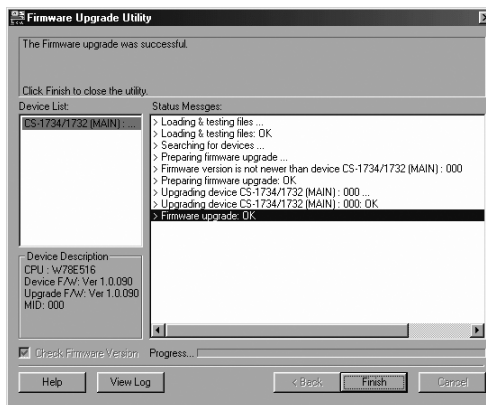 Firmware Upgrade Utility
The Firmware upgrade was successful.
Click Finish to close the utility.
Device List:
Status Messges:
CS-1734/1732 (MAIN) : ...
> Loading & testing files ...
> Loading & testing files: OK
> Searching for devices ...
> Preparing firmware upgrade ...
> Firmware version is not newer than device CS-1734/1732 (MAIN) : 000
> Preparing firmware upgrade: OK
> Upgrading device CS-1734/1732 (MAIN) : 000 ...
> Upgrading device CS-1734/1732 (MAIN) : 000: OK
> Firmware upgrade: OK
Device Description
CPU : W78E516
Device F/W: Ver 1.0.090
Upgrade F/W: Ver 1.0.090
MID: 000
Check Firmware Version
Progress...
Help
View Log
< Back
Finish
Cancel